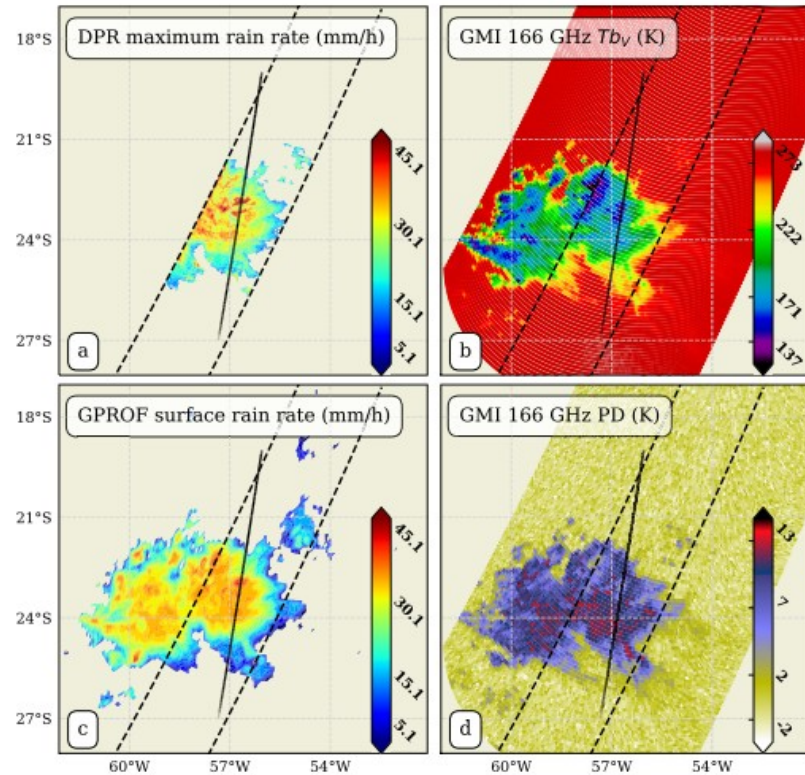 DPR maximum rain rate (mm/h)
GMI 166 GHz Tb_V (K)
18°S
21°S
24°S
27°S
45.1
30.1
15.1
5.1
a
273
222
171
137
b
GPROF surface rain rate (mm/h)
GMI 166 GHz PD (K)
18°S
21°S
24°S
27°S
45.1
30.1
15.1
5.1
c
13
7
2
-2
d
60°W 57°W 54°W 60°W 57°W 54°W